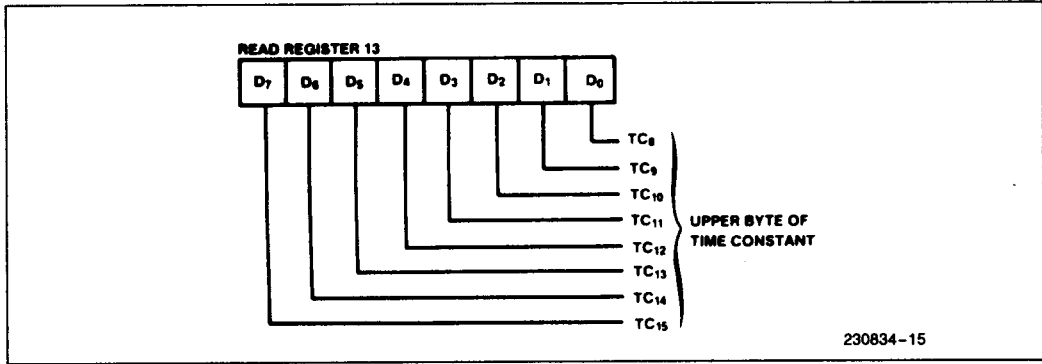 READ REGISTER 13
D₇ D₆ D₅ D₄ D₃ D₂ D₁ D₀
TC₈
TC₉
TC₁₀
TC₁₁
TC₁₂
TC₁₃
TC₁₄
TC₁₅
UPPER BYTE OF
TIME CONSTANT
230834-15